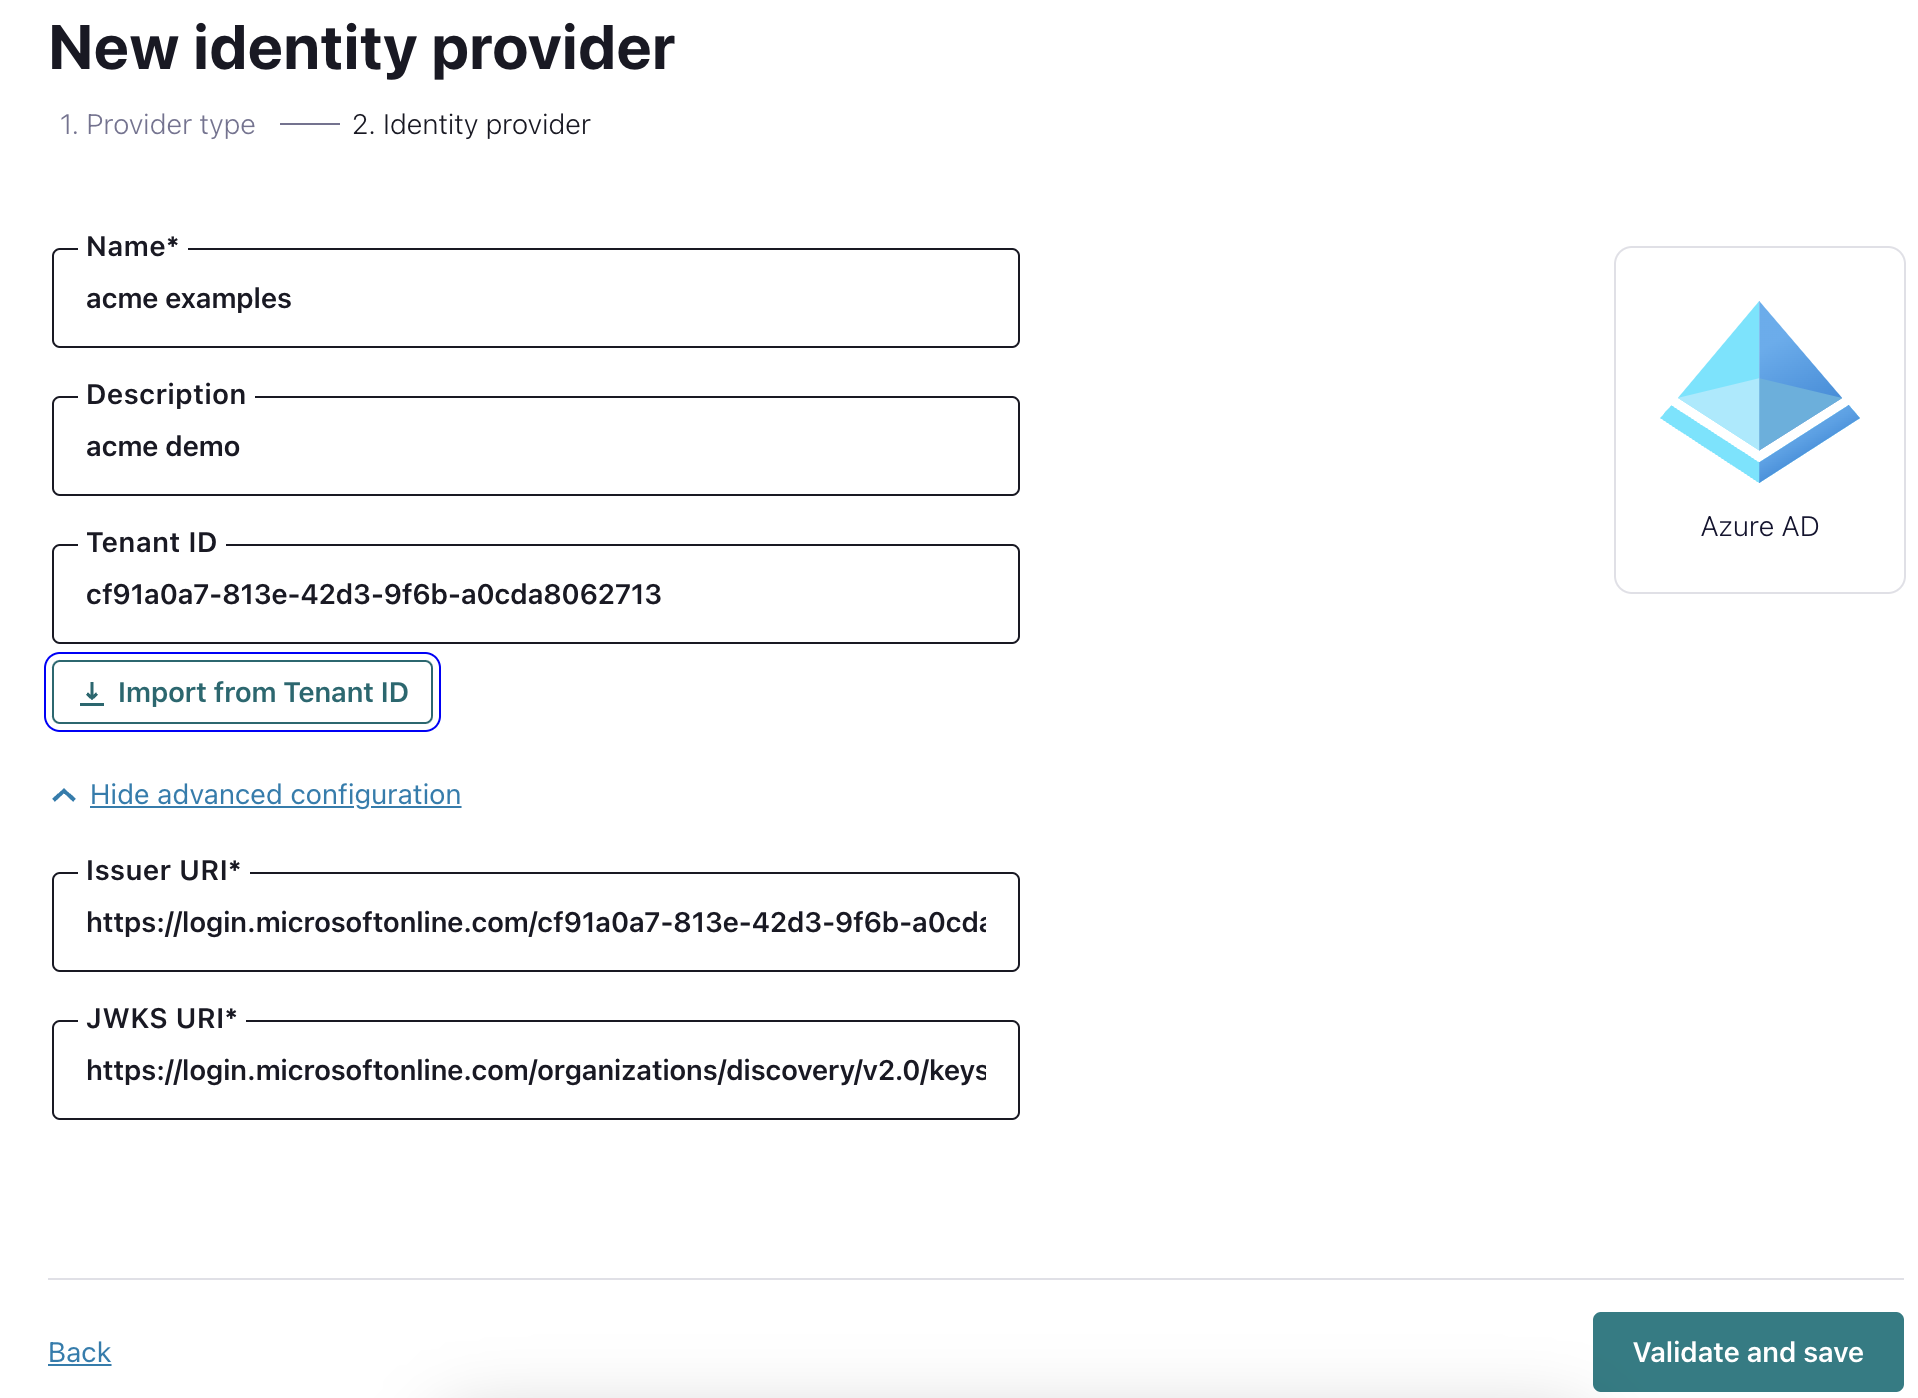 New identity provider
1. Provider type 2. Identity provider
Name*
acme examples
Description
acme demo
Tenant ID
cf91a0a7-813e-42d3-9f6b-a0cda8062713
Azure AD
Import from Tenant ID
Hide advanced configuration
Issuer URI*
https://login.microsoftonline.com/cf91a0a7-813e-42d3-9f6b-a0cda
JWKS URI*
https://login.microsoftonline.com/organizations/discovery/v2.0/keys
Back
Validate and save